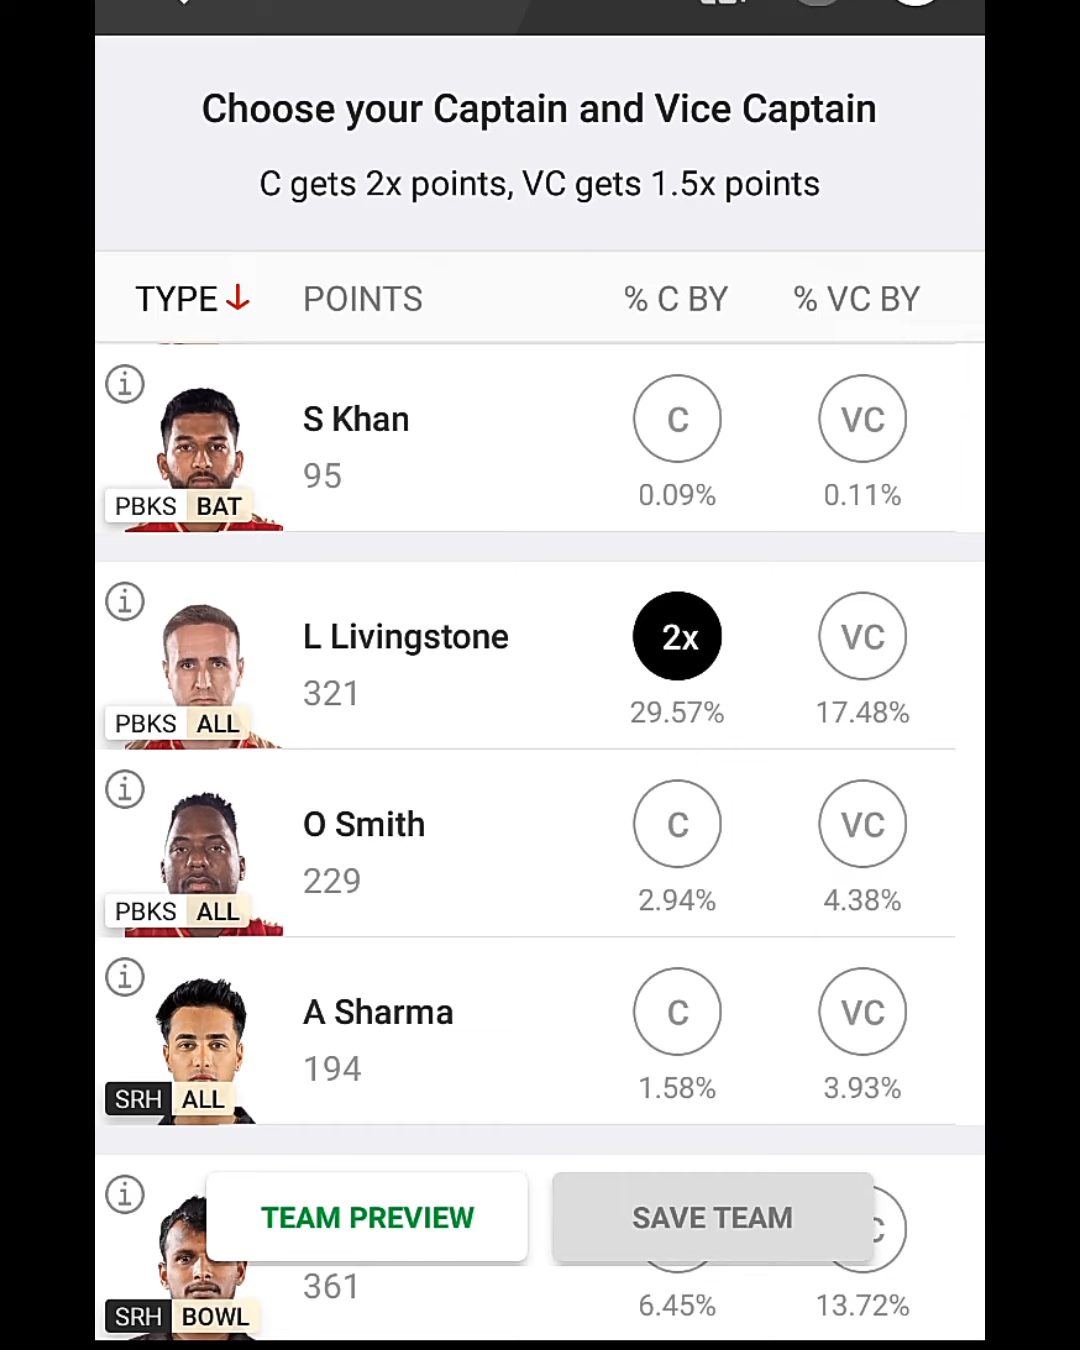 Choose your Captain and Vice Captain
C gets 2x points, VC gets 1.5x points
TYPE POINTS % C BY % VC BY
S Khan
95
C VC
0.09% 0.11%
PBKS BAT
L Livingstone
321
2x VC
29.57% 17.48%
PBKS ALL
O Smith
229
C VC
2.94% 4.38%
PBKS ALL
A Sharma
194
C VC
1.58% 3.93%
SRH ALL
TEAM PREVIEW SAVE TEAM
361
6.45% 13.72%
SRH BOWL